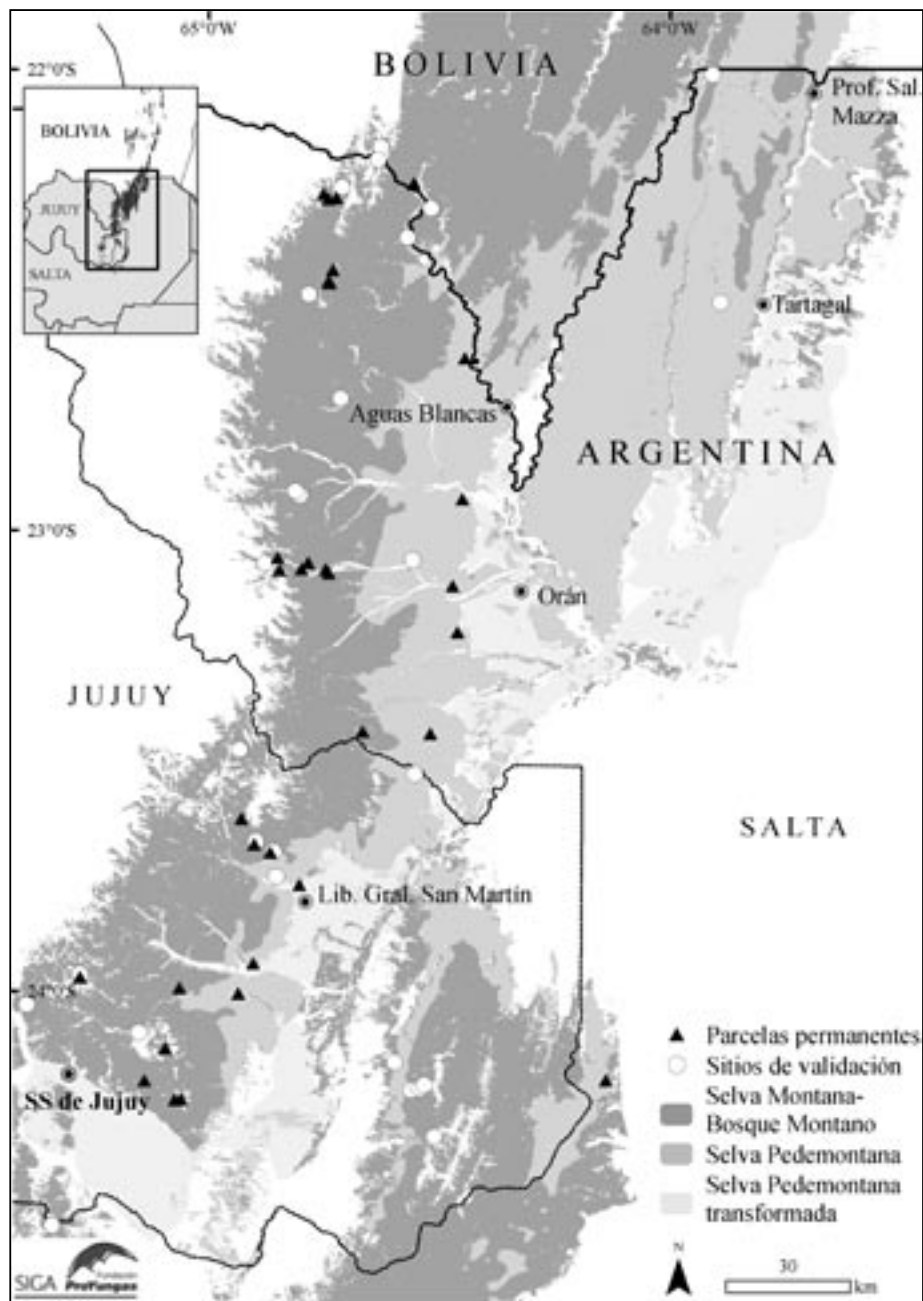 65°0'W
64°0'W
22°0'S
BOLIVIA
Prof. Sal.
Mazza
BOLIVIA
JUJUY
SALTA
Tartagal
Aguas Blancas
ARGENTINA
23°0'S
Orán
JUJUY
SALTA
Lib. Gral. San Martín
24°0'S
SS de Jujuy
Parcelas permanentes
Sitios de validación
Selva Montana-
Bosque Montano
Selva Pedemontana
Selva Pedemontana
transformada
N
30
km
SIGA
Fundación
ProYungas